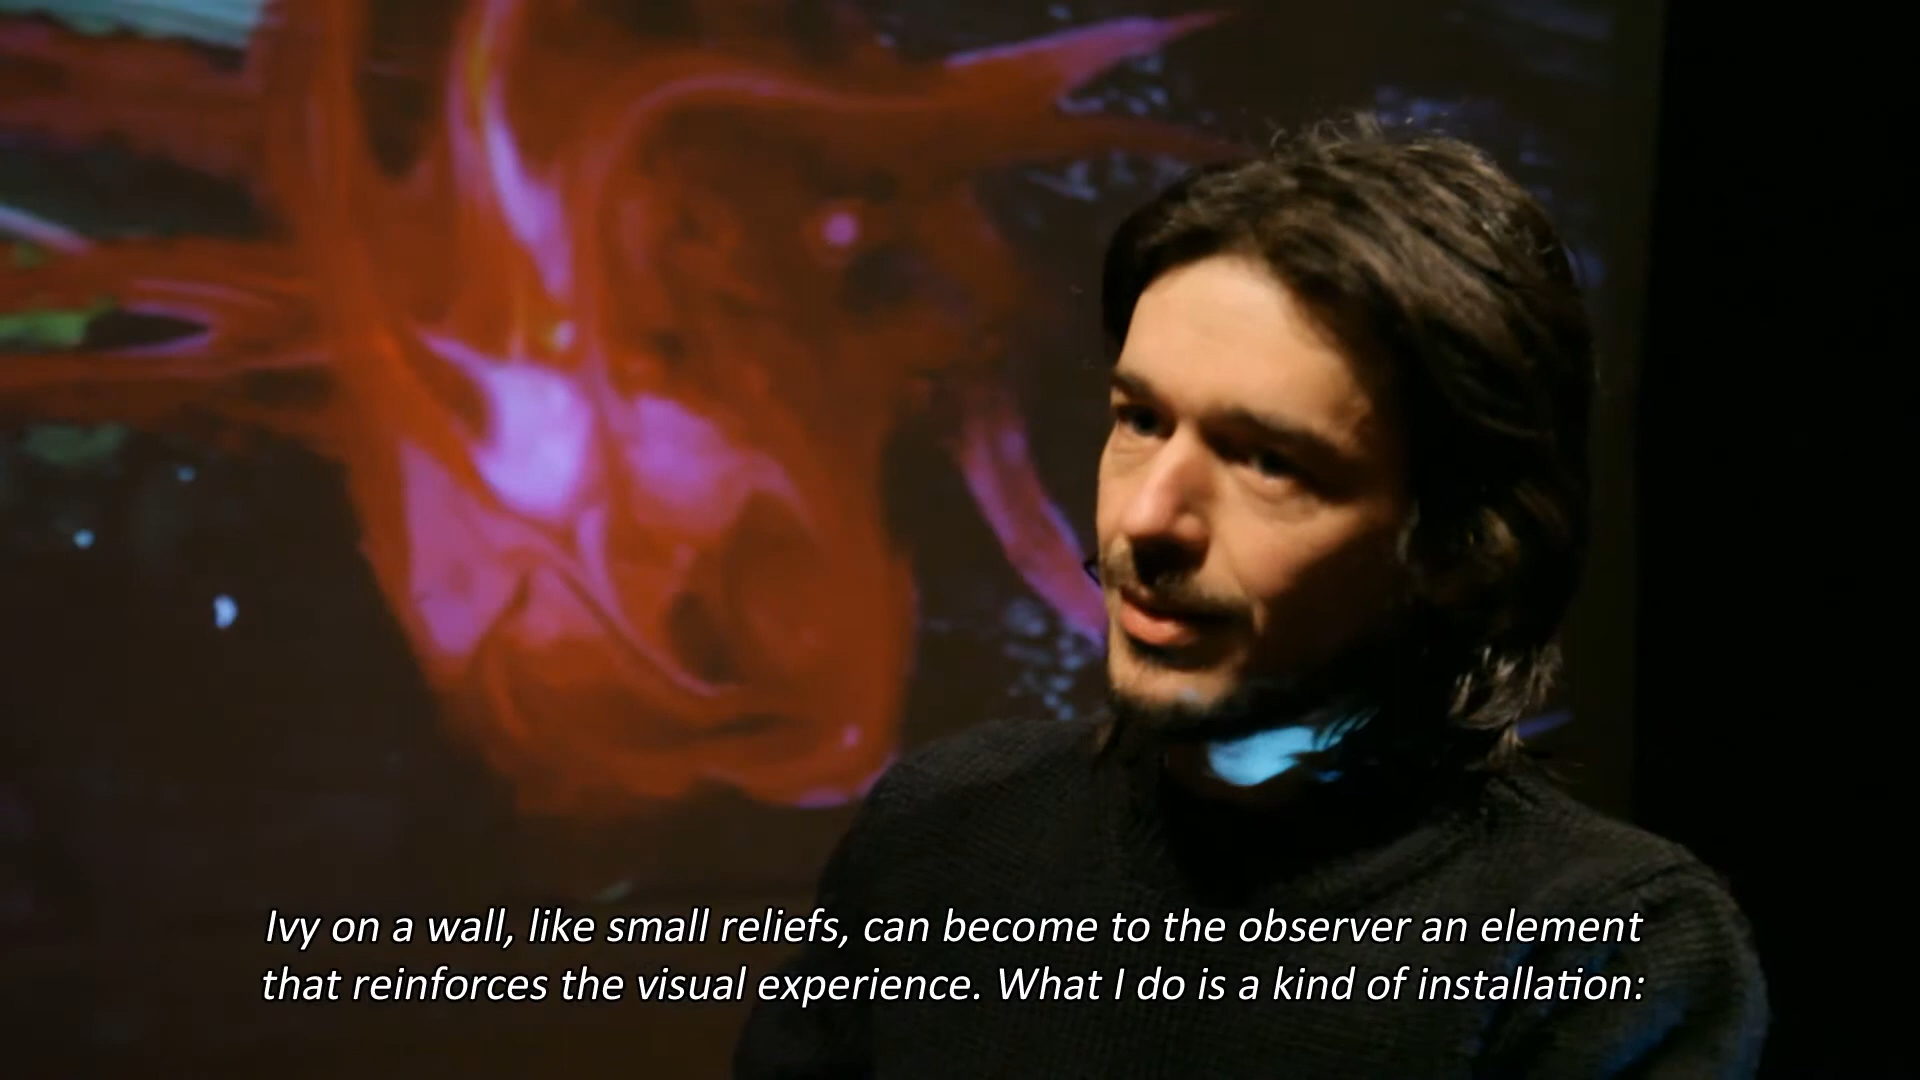 Ivy on a wall, like small reliefs, can become to the observer an element
that reinforces the visual experience. What I do is a kind of installation: